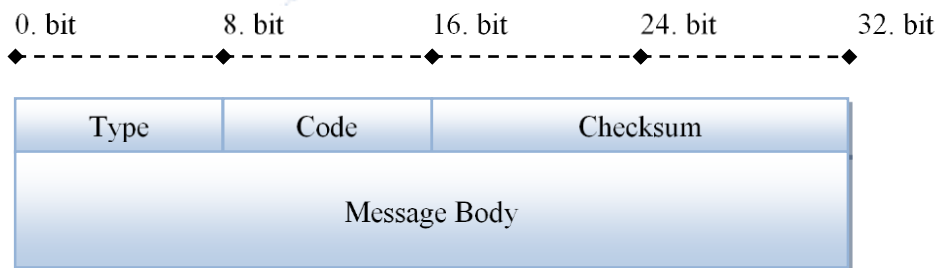 0. bit 8. bit 16. bit 24. bit 32. bit
Type Code Checksum
Message Body